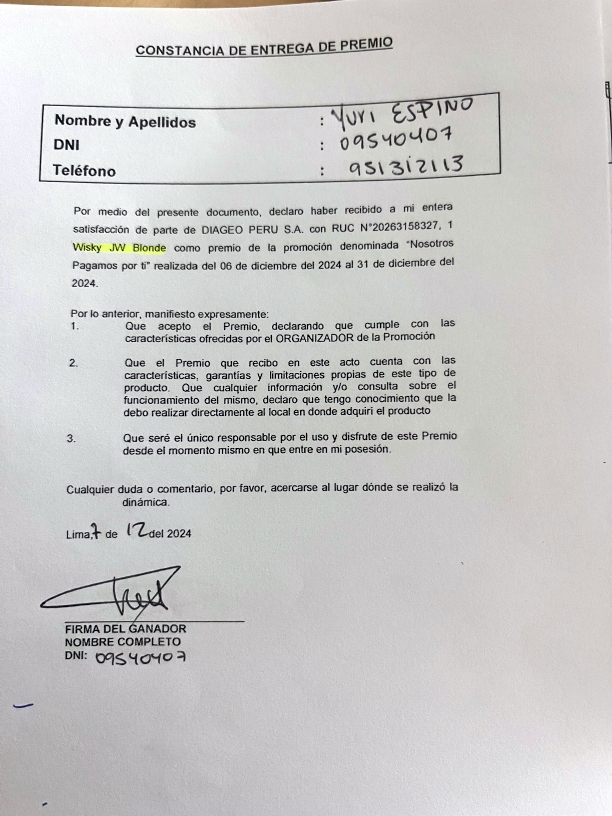 CONSTANCIA DE ENTREGA DE PREMIO
Nombre y Apellidos : YURI ESPINO
DNI : 09540407
Teléfono : 951312113
Por medio del presente documento, declaro haber recibido a mi entera
satisfacción de parte de DIAGEO PERU S.A. con RUC N°20263158327, 1
Wisky JW Blonde como premio de la promoción denominada “Nosotros
Pagamos por ti” realizada del 06 de diciembre del 2024 al 31 de diciembre del
2024.
Por lo anterior, manifiesto expresamente:
1. Que acepto el Premio, declarando que cumple con las
características ofrecidas por el ORGANIZADOR de la Promoción
2. Que el Premio que recibo en este acto cuenta con las
características, garantías y limitaciones propias de este tipo de
producto. Que cualquier información y/o consulta sobre el
funcionamiento del mismo, declaro que tengo conocimiento que la
debo realizar directamente al local en donde adquirí el producto
3. Que seré el único responsable por el uso y disfrute de este Premio
desde el momento mismo en que entre en mi posesión.
Cualquier duda o comentario, por favor, acercarse al lugar dónde se realizó la
dinámica.
Lima, 7 de 12 del 2024
FIRMA DEL GANADOR
NOMBRE COMPLETO
DNI: 09540407